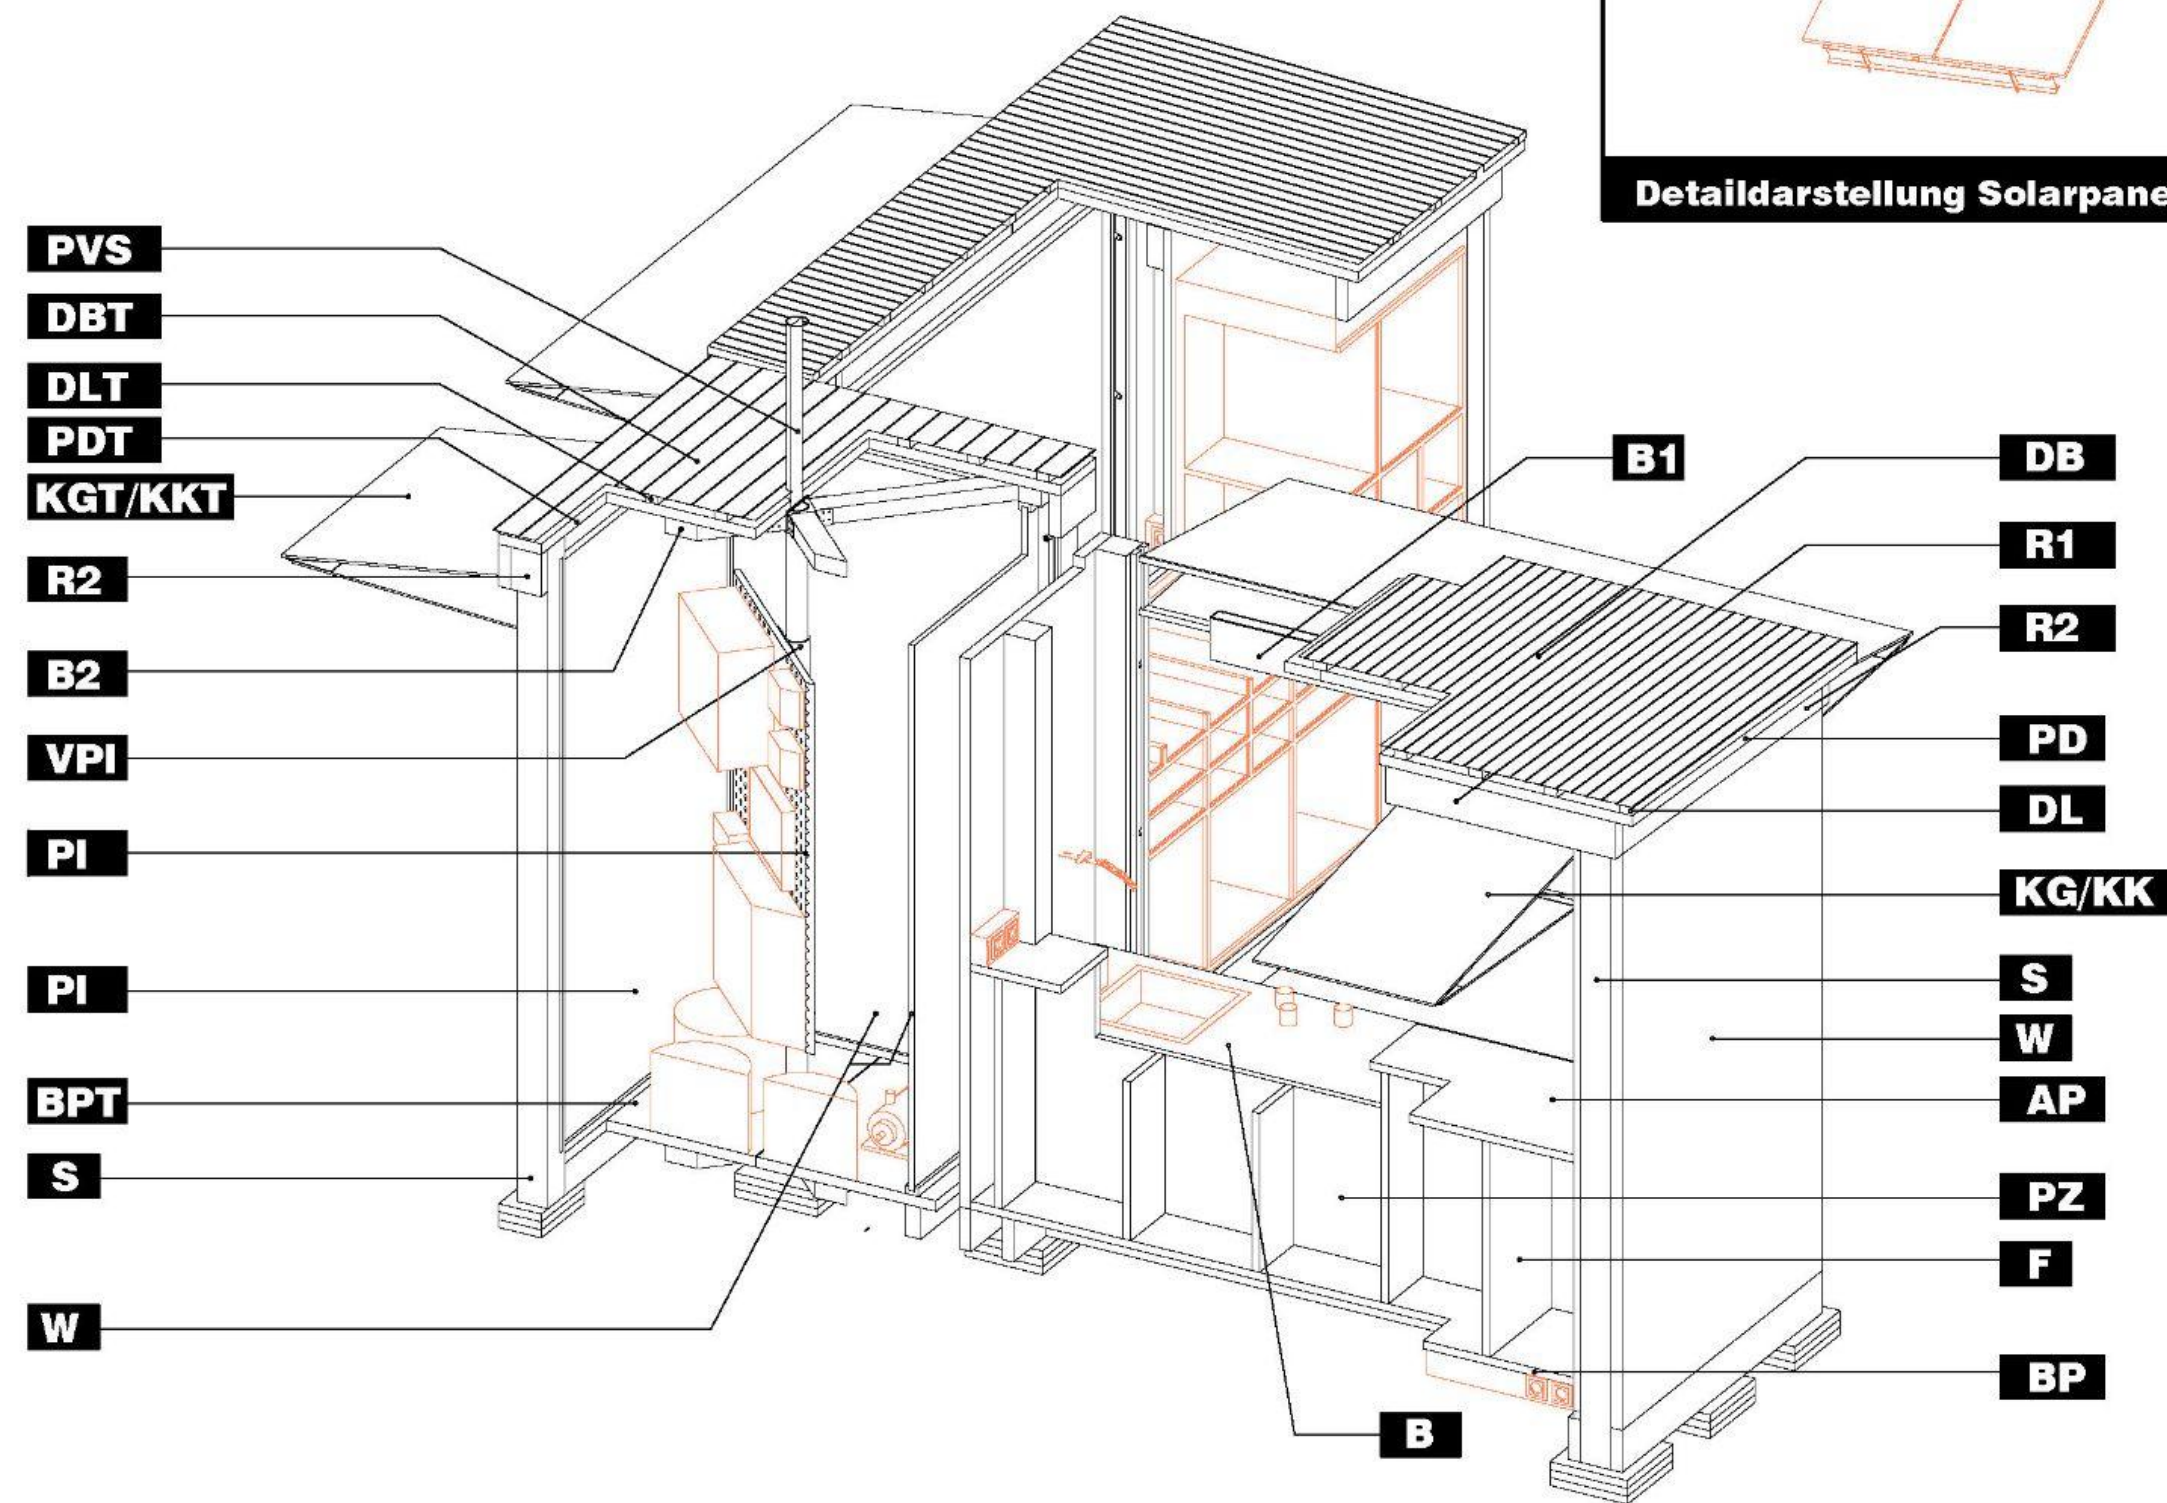 Detaildarstellung Solarpane
PVS
DBT
DLT
PDT
KGT/KKT
R2
B2
VPI
PI
PI
BPT
S
W
B1
B
DB
R1
R2
PD
DL
KG/KK
S
W
AP
PZ
F
BP